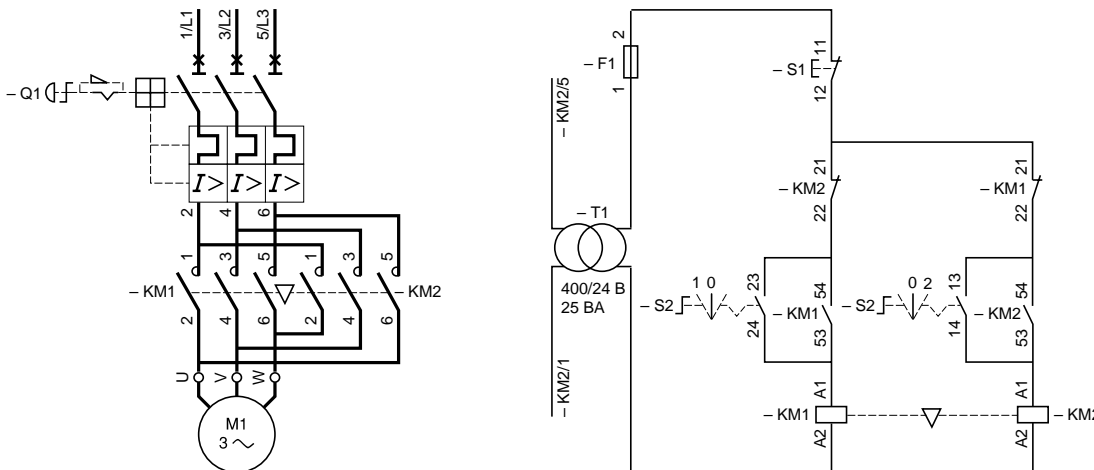 1/L1 3/L2 5/L3
– Q1
I> I> I>
2 4 6
1 3 5 1 3 5
– KM1
– KM2
2 4 6 2 4 6
U V W
M1
3
– KM2/5
2
– F1
1
– T1
400/24 В
25 ВА
– KM2/1
11
– S1
12
21
– KM2
22
21
– KM1
22
1 0
– S2
23
24
54
– KM1
53
0 2
– S2
13
14
54
– KM2
53
A1
– KM1
A2
A1
– KM2
A2